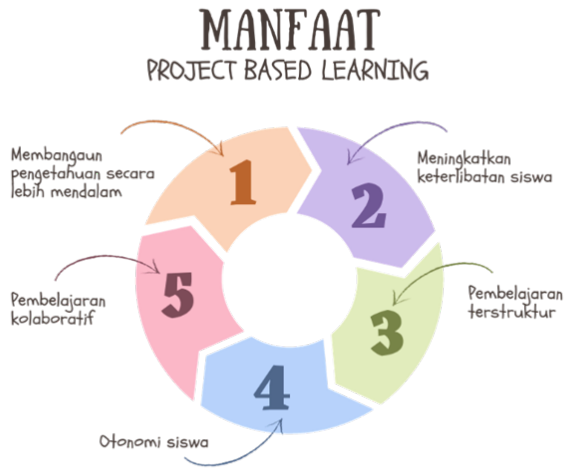 MANFAAT
PROJECT BASED LEARNING
1
Membangaun
pengetahuan secara
lebih mendalam
2
Meningkatkan
keterlibatan siswa
3
Pembelajaran
terstruktur
4
Otonomi siswa
5
Pembelajaran
kolaboratif